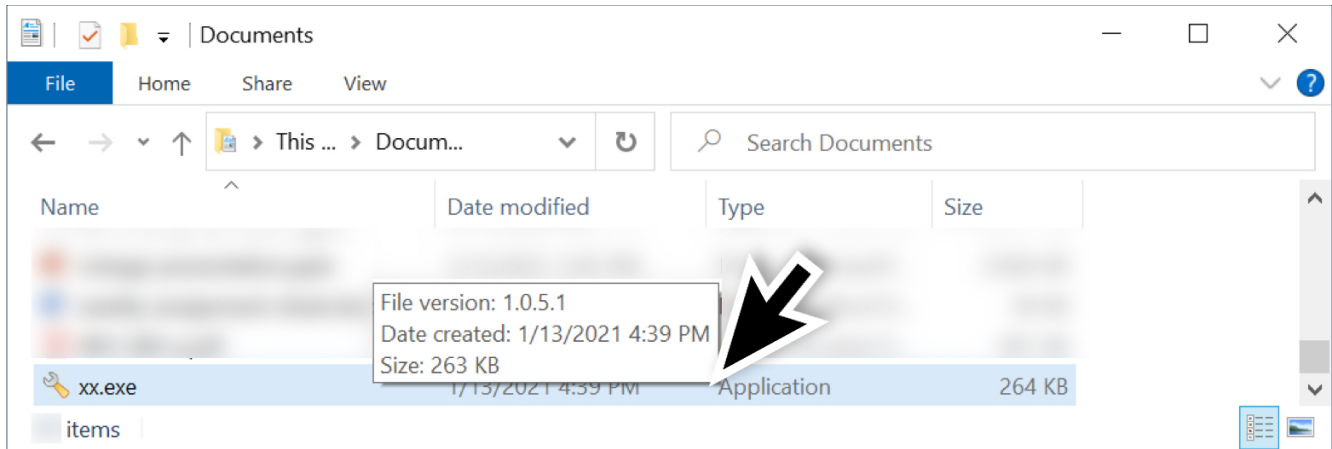 Documents
File Home Share View
This ... Docum... Search Documents
Name Date modified Type Size
File version: 1.0.5.1
Date created: 1/13/2021 4:39 PM
Size: 263 KB
xx.exe 1/13/2021 4:39 PM Application 264 KB
items